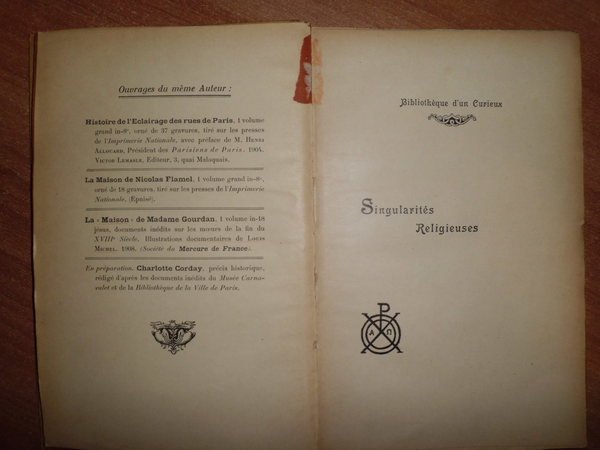 Ouvrages du même Auteur :
Histoire de l'Eclairage des rues de Paris, 1 volume
grand in-8º, orné de 37 gravures, tiré sur les presses
de l'Imprimerie Nationale, avec préface de M. Henri
Allouard, Président des Parisiens de Paris. 1904.
Victor Lemasle, Editeur, 3, quai Malaquais.
La Maison de Nicolas Flamel, 1 volume grand in-8º,
orné de 18 gravures, tiré sur les presses de l'Imprimerie
Nationale. (Epuisé).
La « Maison » de Madame Gourdan, 1 volume in-18
jésus, documents inédits sur les mœurs de la fin du
XVIIIe Siècle. Illustrations documentaires de Louis
Michel. 1908. (Société du Mercure de France).
En préparation. Charlotte Corday, précis historique,
rédigé d'après les documents inédits du Musée Carna-
valet et de la Bibliothèque de la Ville de Paris.
Bibliothèque d'un Curieux
Singularités
Religieuses
P
Α Ω
X